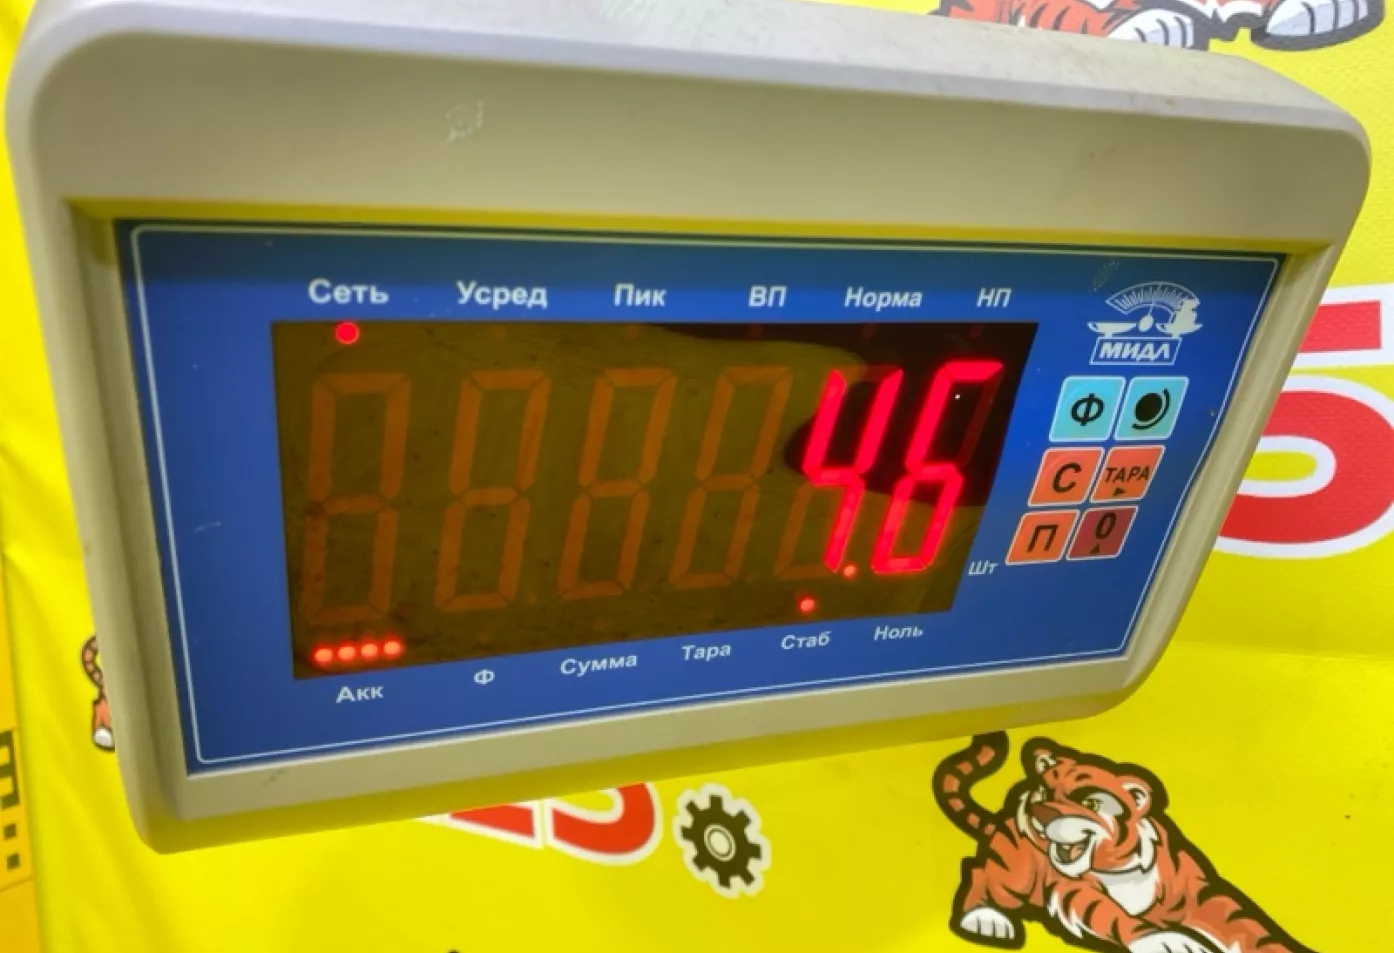 Сеть Усред Пик ВП Норма НП
МИДЛ
4.6
Ф
С ТАРА
П 0
Шт
Акк Ф Сумма Тара Стаб Ноль